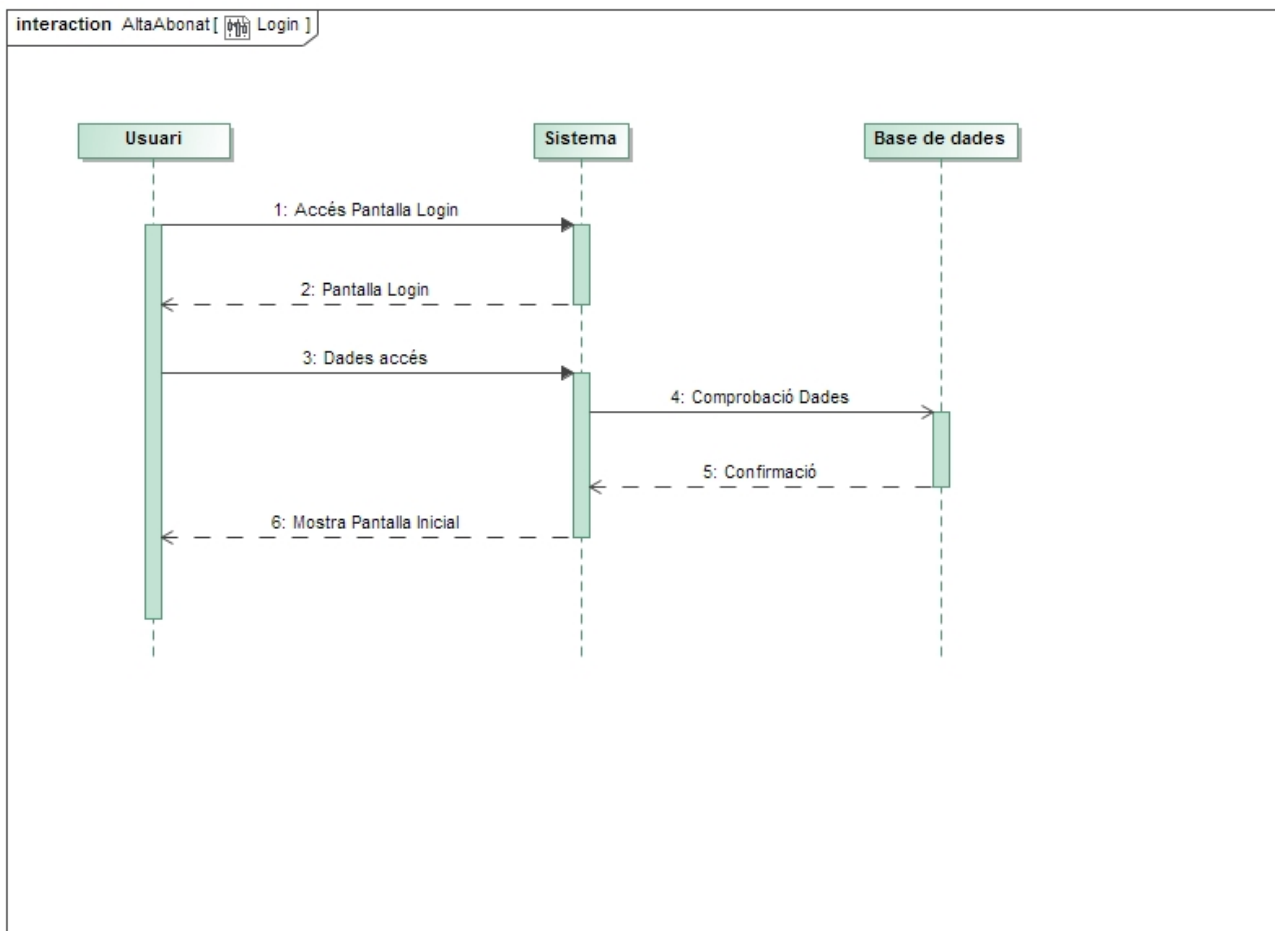 interaction AltaAbonat [ Login ]
Usuari
Sistema
Base de dades
1: Accés Pantalla Login
2: Pantalla Login
3: Dades accés
4: Comprobació Dades
5: Confirmació
6: Mostra Pantalla Inicial